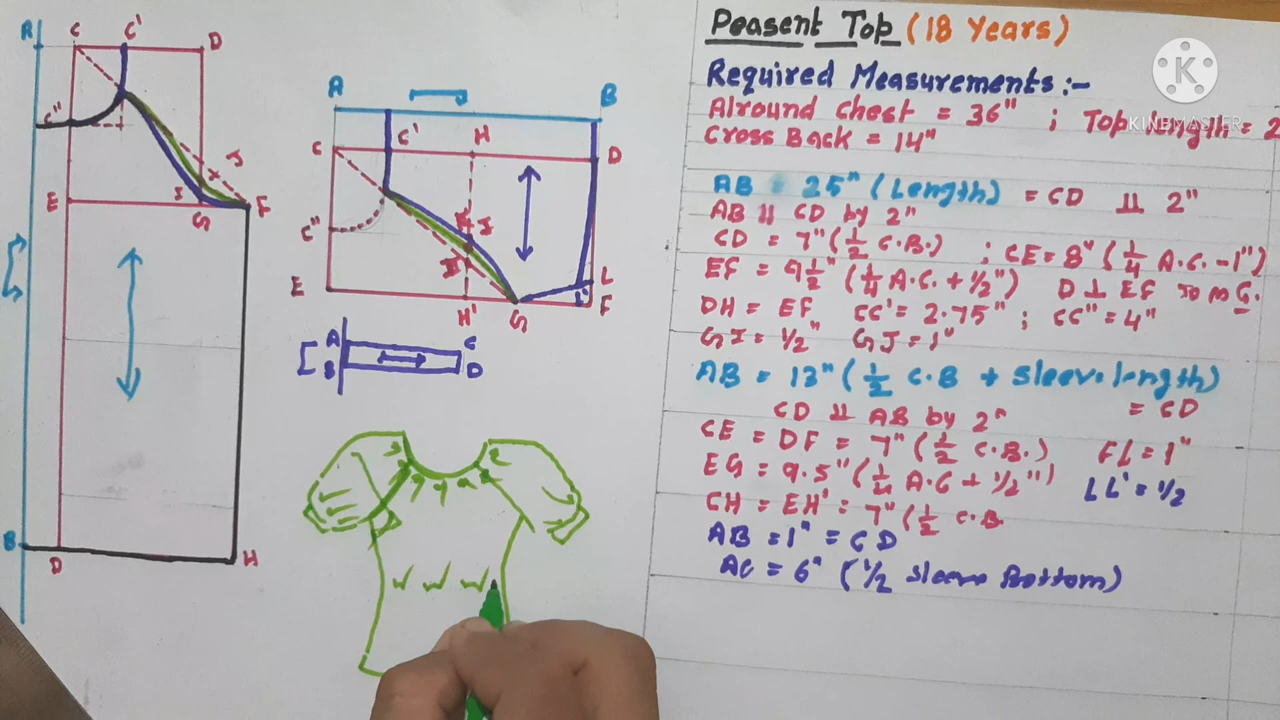 Peasent Top (18 Years)
Required Measurements :-
Alround Chest = 36" ; Top Length = 2
Cross Back = 14"
AB = 25" (Length) = CD ⊥⊥ 2"
AB || CD by 2"
CD = 7" (1/2 C.B.) ; CE = 8" (1/4 A.C. -1")
EF = 9 1/2" (1/4 A.C. + 1/2") D ⊥ EF to m G.
DH = EF CC' = 2.75" ; CC" = 4"
GI = 1/2" GJ = 1"
AB = 13" (1/2 C.B + Sleeve length)
CD ⊥⊥ AB by 2" = CD
CE = DF = 7" (1/2 C.B.) FL = 1"
EG = 9.5" (1/4 A.C + 1/2") LL' = 1/2
CH = EH' = 7" (1/2 C.B.
AB = 1" = CD
AC = 6" (1/2 Sleeve Bottom)
C C' D
C"
J
I
E G F
B D H
A B
C C' H D
J
C"
I
E H' G L' L F
A C
B D
K
KINEMASTER